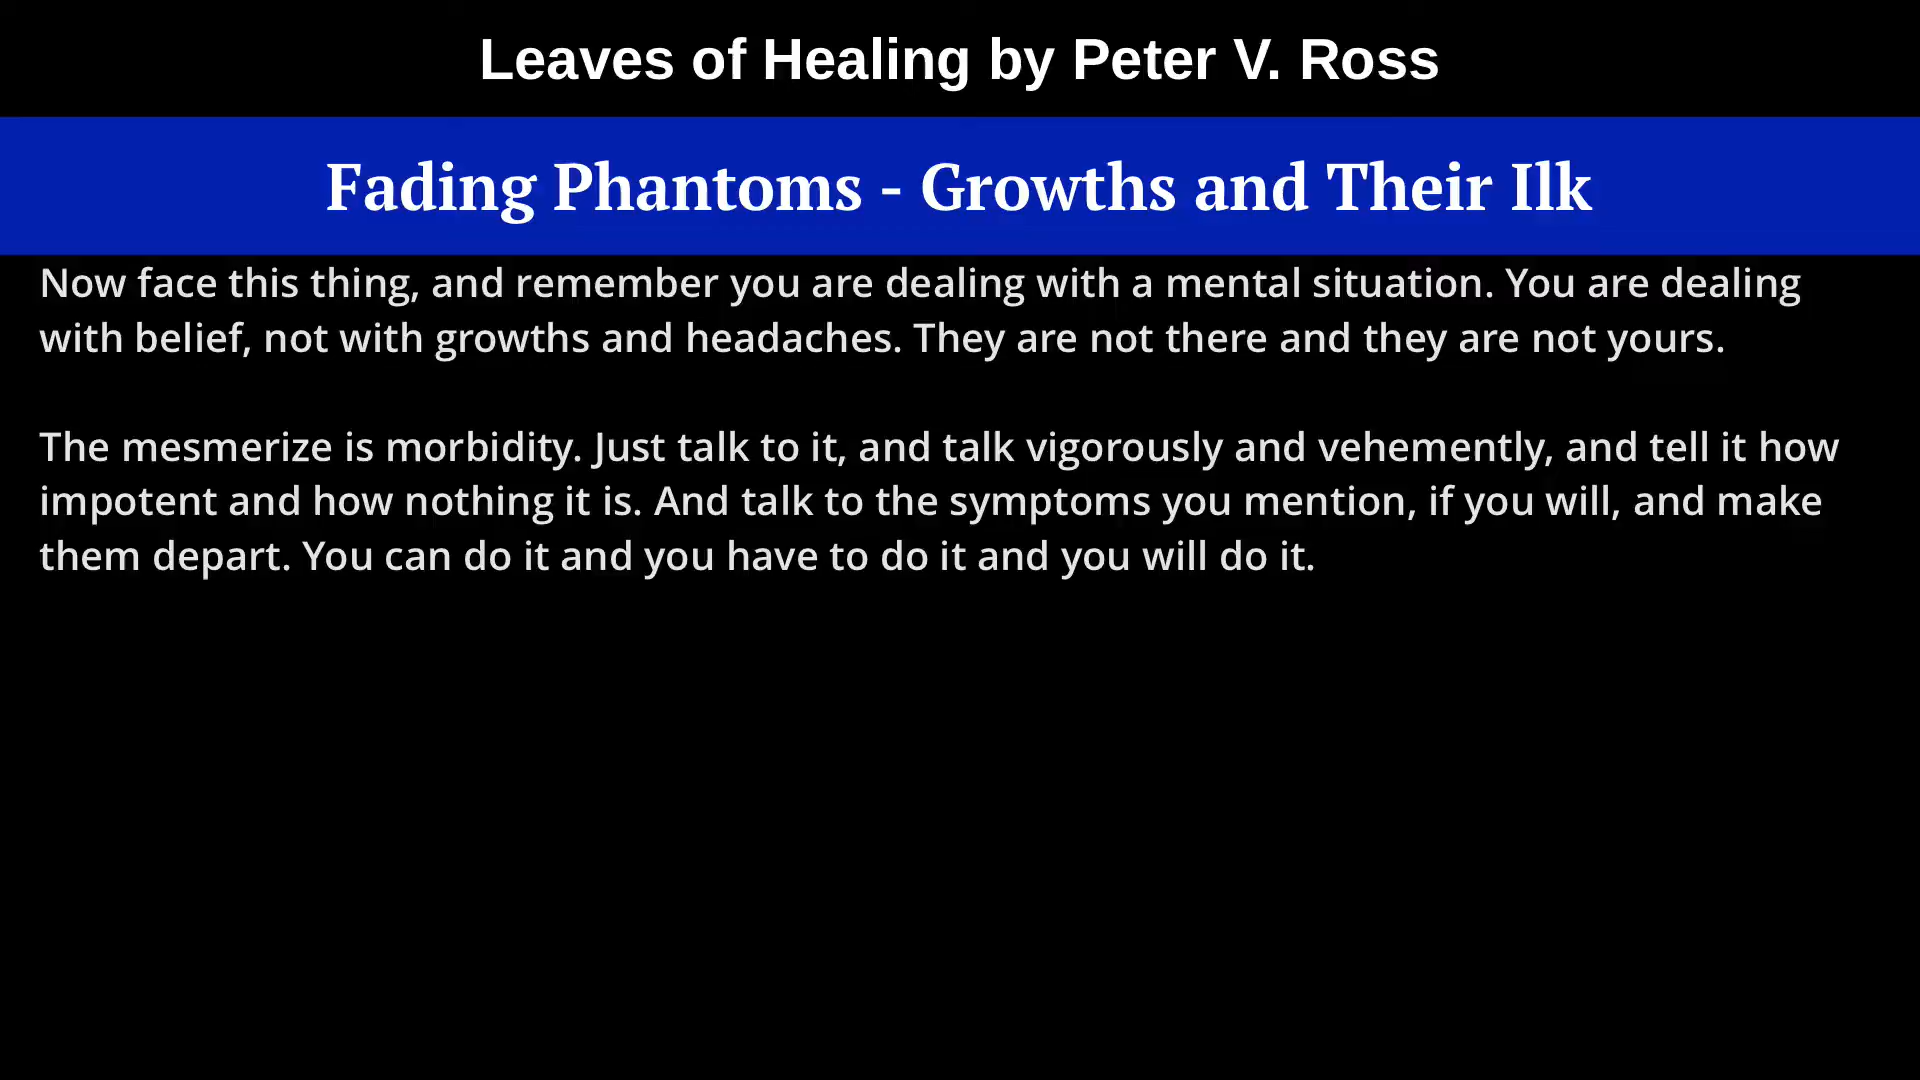 Leaves of Healing by Peter V. Ross
Fading Phantoms - Growths and Their Ilk
Now face this thing, and remember you are dealing with a mental situation. You are dealing
with belief, not with growths and headaches. They are not there and they are not yours.
The mesmerize is morbidity. Just talk to it, and talk vigorously and vehemently, and tell it how
impotent and how nothing it is. And talk to the symptoms you mention, if you will, and make
them depart. You can do it and you have to do it and you will do it.